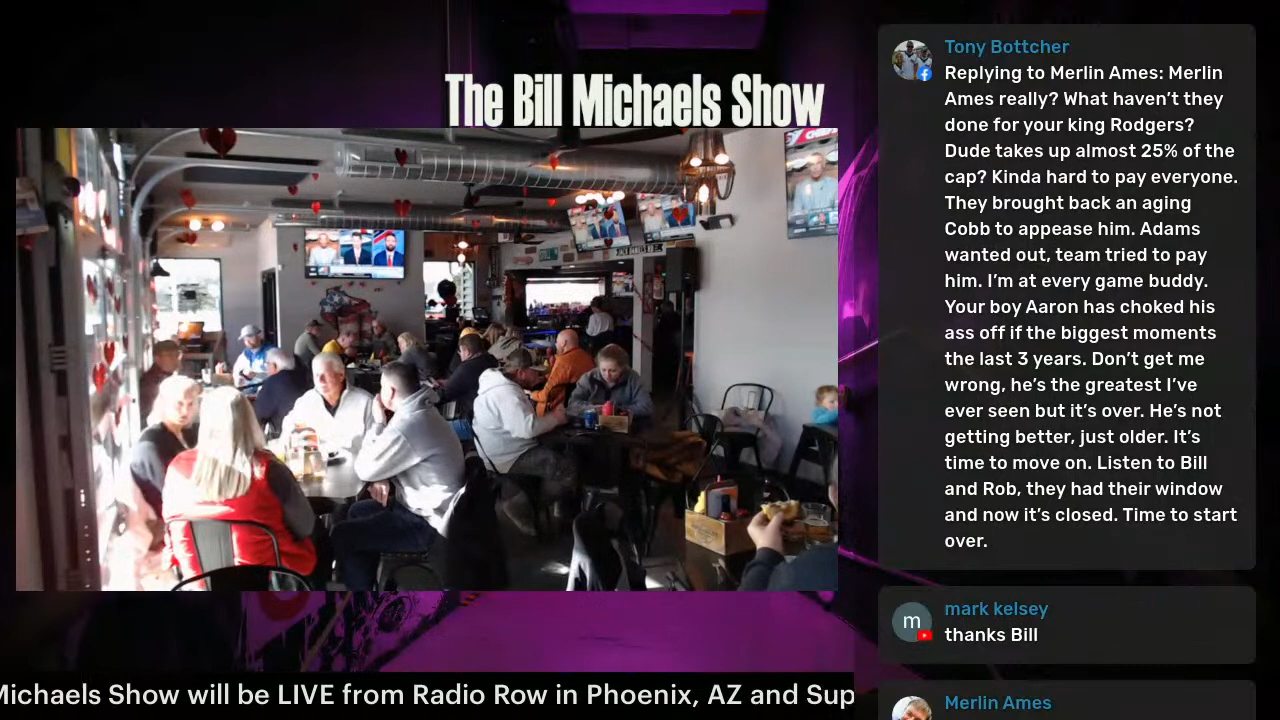 The Bill Michaels Show
Tony Bottcher
Replying to Merlin Ames: Merlin
Ames really? What haven’t they
done for your king Rodgers?
Dude takes up almost 25% of the
cap? Kinda hard to pay everyone.
They brought back an aging
Cobb to appease him. Adams
wanted out, team tried to pay
him. I’m at every game buddy.
Your boy Aaron has choked his
ass off if the biggest moments
the last 3 years. Don’t get me
wrong, he’s the greatest I’ve
ever seen but it’s over. He’s not
getting better, just older. It’s
time to move on. Listen to Bill
and Rob, they had their window
and now it’s closed. Time to start
over.
m
mark kelsey
thanks Bill
Merlin Ames
Michaels Show will be LIVE from Radio Row in Phoenix, AZ and Sup